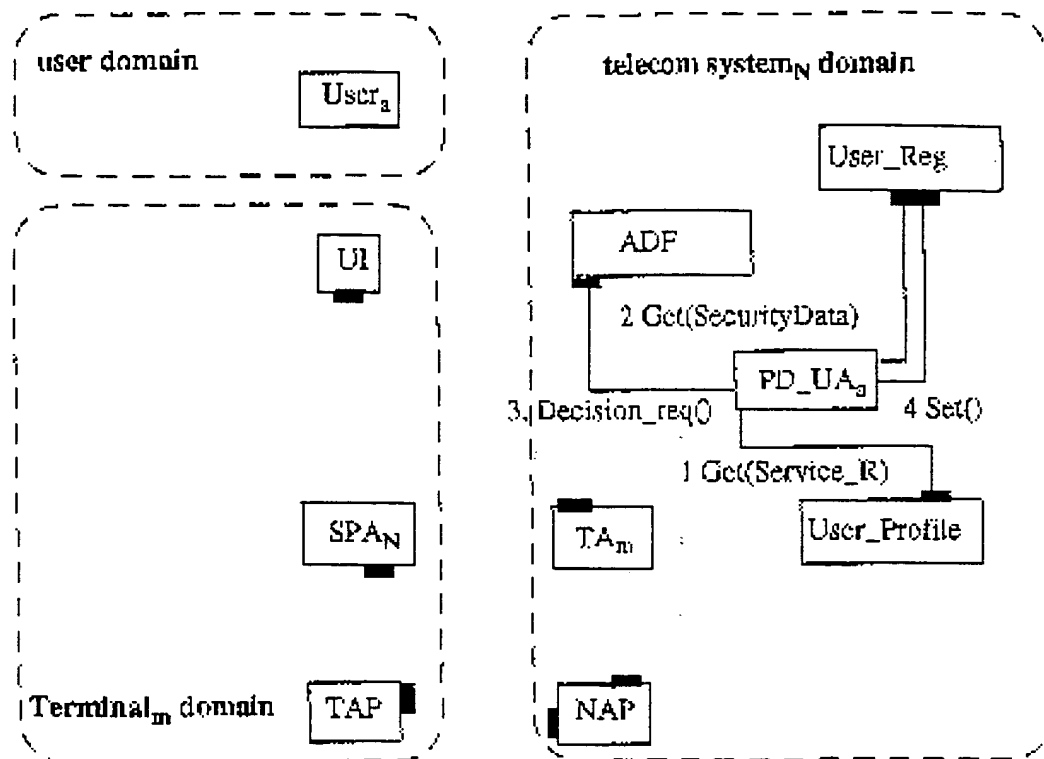 user domain
User_a
telecom system_N domain
User_Reg
UI
ADF
2 Get(SecurityData)
PD_UA_a
3. Decision_req()
4 Set()
1 Get(Service_R)
SPA_N
TA_m
User_Profile
Terminal_m domain
TAP
NAP